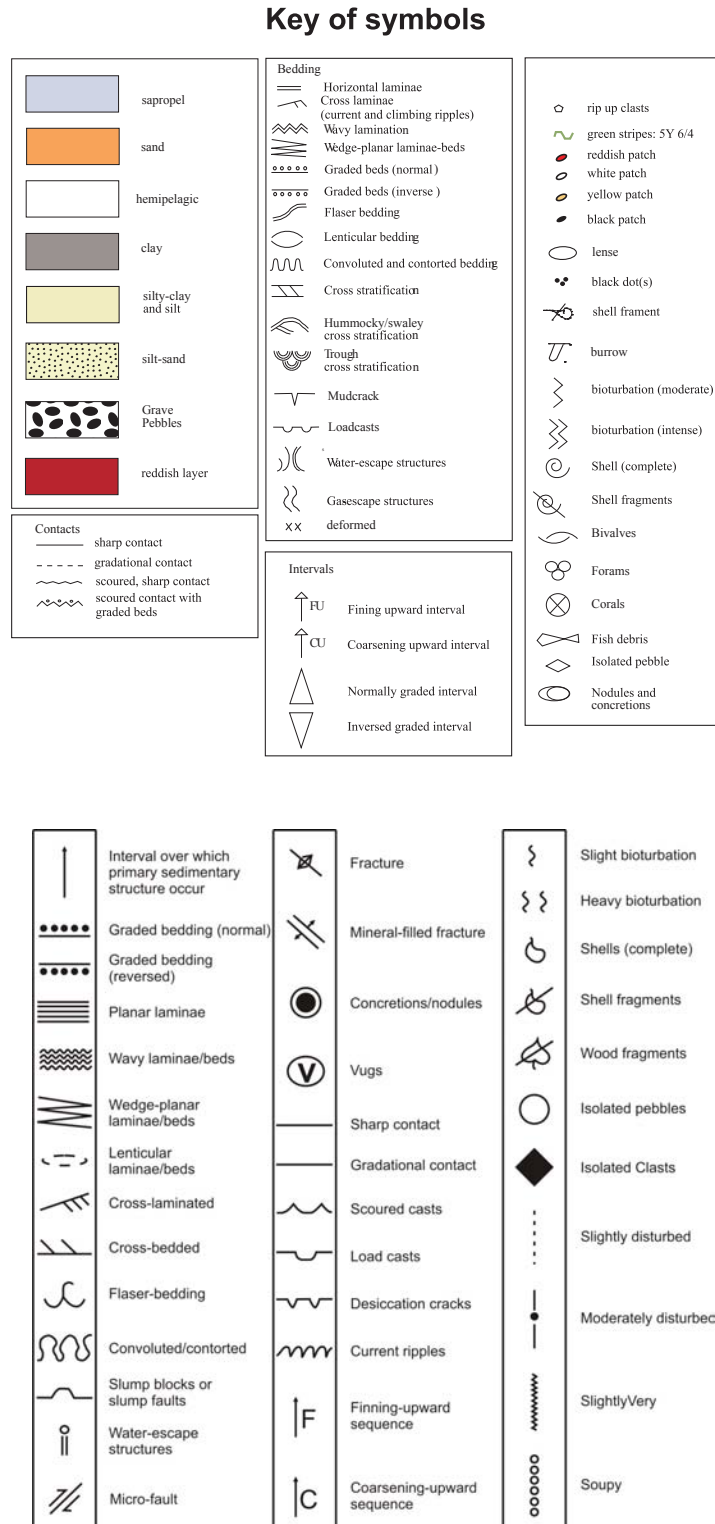 Key of symbols
sapropel
sand
hemipelagic
clay
silty-clay
and silt
silt-sand
Grave
Pebbles
reddish layer
Contacts
sharp contact
gradational contact
scoured, sharp contact
scoured contact with
graded beds
Bedding
Horizontal laminae
Cross laminae
(current and climbing ripples)
Wavy lamination
Wedge-planar laminae-beds
Graded beds (normal)
Graded beds (inverse )
Flaser bedding
Lenticular bedding
Convoluted and contorted bedding
Cross stratification
Hummocky/swaley
cross stratification
Trough
cross stratification
Mudcrack
Loadcasts
Water-escape structures
Gasescape structures
xx deformed
Intervals
FU Fining upward interval
CU Coarsening upward interval
Normally graded interval
Inversed graded interval
rip up clasts
green stripes: 5Y 6/4
reddish patch
white patch
yellow patch
black patch
lense
black dot(s)
shell frament
burrow
bioturbation (moderate)
bioturbation (intense)
Shell (complete)
Shell fragments
Bivalves
Forams
Corals
Fish debris
Isolated pebble
Nodules and
concretions
Interval over which
primary sedimentary
structure occur
Graded bedding (normal)
Graded bedding
(reversed)
Planar laminae
Wavy laminae/beds
Wedge-planar
laminae/beds
Lenticular
laminae/beds
Cross-laminated
Cross-bedded
Flaser-bedding
Convoluted/contorted
Slump blocks or
slump faults
Water-escape
structures
Micro-fault
Fracture
Mineral-filled fracture
Concretions/nodules
V Vugs
Sharp contact
Gradational contact
Scoured casts
Load casts
Desiccation cracks
Current ripples
F Finning-upward
sequence
C Coarsening-upward
sequence
Slight bioturbation
Heavy bioturbation
Shells (complete)
Shell fragments
Wood fragments
Isolated pebbles
Isolated Clasts
Slightly disturbed
Moderately disturbed
SlightlyVery
Soupy